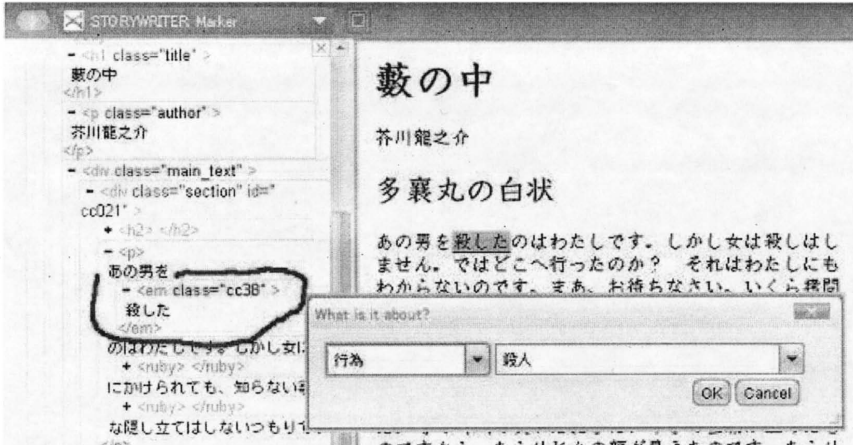 STORYWRITER Marker
- <h1 class="title" >
藪の中
</h1>
- <p class="author" >
芥川龍之介
</p>
- <div class="main_text" >
- <div class="section" id="
cc021" >
+ <h2> </h2>
- <p>
あの男を
- <em class="cc38" >
殺した
</em>
のはわたしです。しかし女に
+ <ruby> </ruby>
にかけられても、知らない
+ <ruby> </ruby>
な隠し立てはしないつもりで
</p>
藪の中
芥川龍之介
多襄丸の白状
あの男を殺したのはわたしです。しかし女は殺しはし
ません。ではどこへ行ったのか? それはわたしにも
わからないのです。まあ、お待ちなさい。いくら拷問
What is it about?
行為
殺人
OK
Cancel